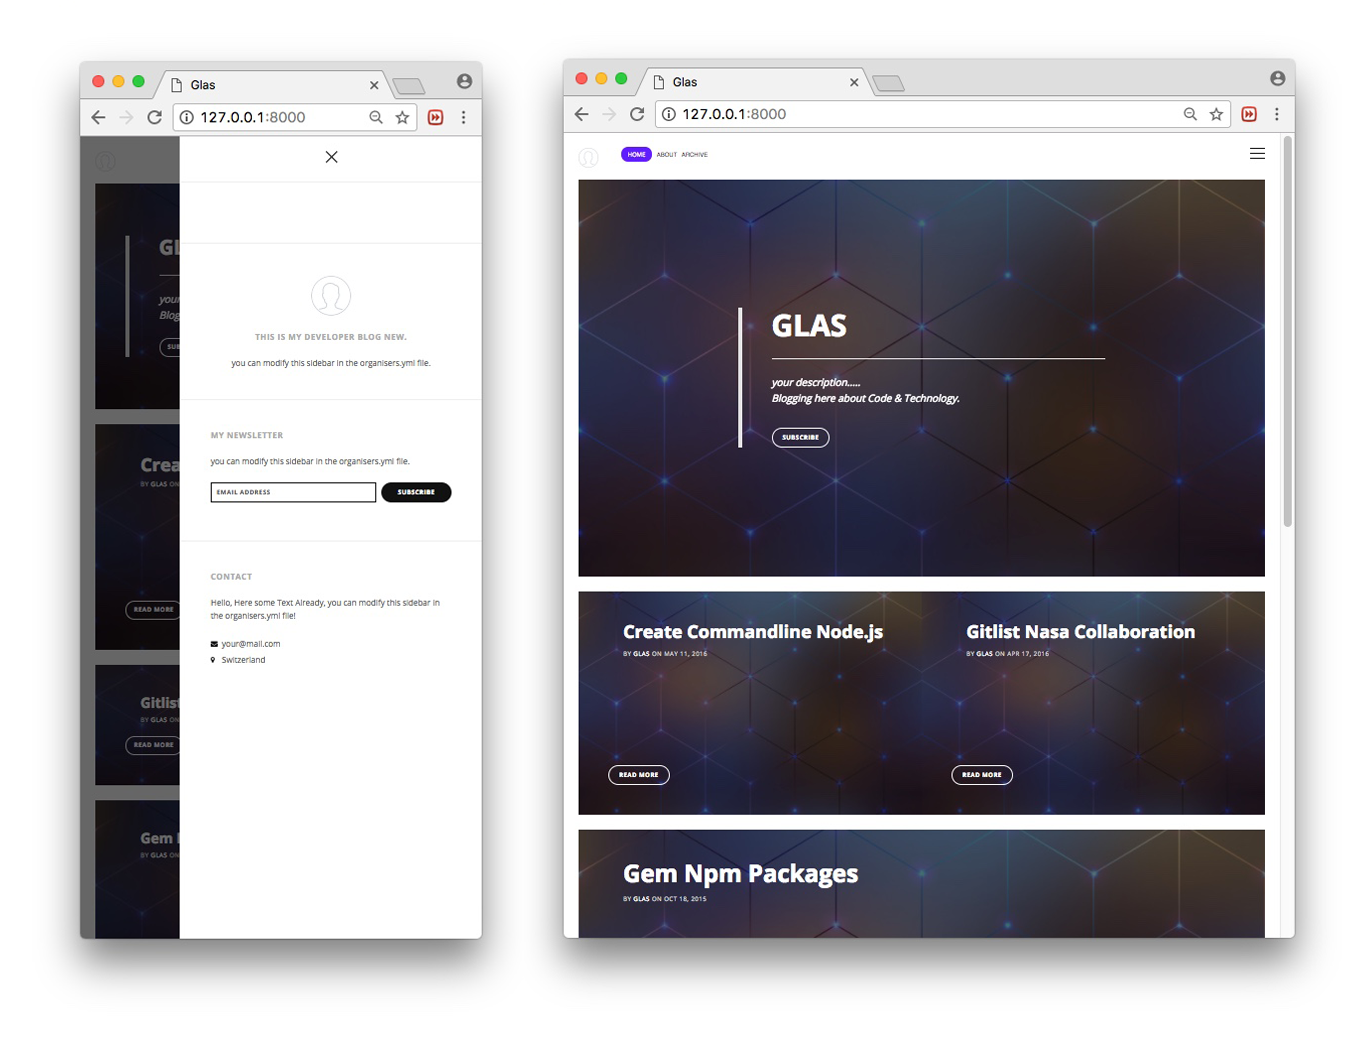 Glas
127.0.0.1:8000
GL
your
Blog
SUB
Crea
BY GLAS ON
READ MORE
Gitlist
BY GLAS ON
READ MORE
Gem
BY GLAS ON
THIS IS MY DEVELOPER BLOG NEW.
you can modify this sidebar in the organisers.yml file.
MY NEWSLETTER
you can modify this sidebar in the organisers.yml file.
EMAIL ADDRESS
SUBSCRIBE
CONTACT
Hello, Here some Text Already, you can modify this sidebar in
the organisers.yml file!
your@mail.com
Switzerland
Glas
127.0.0.1:8000
HOME ABOUT ARCHIVE
GLAS
your description.....
Blogging here about Code & Technology.
SUBSCRIBE
Create Commandline Node.js
BY GLAS ON MAY 11, 2016
READ MORE
Gitlist Nasa Collaboration
BY GLAS ON APR 17, 2016
READ MORE
Gem Npm Packages
BY GLAS ON OCT 18, 2015